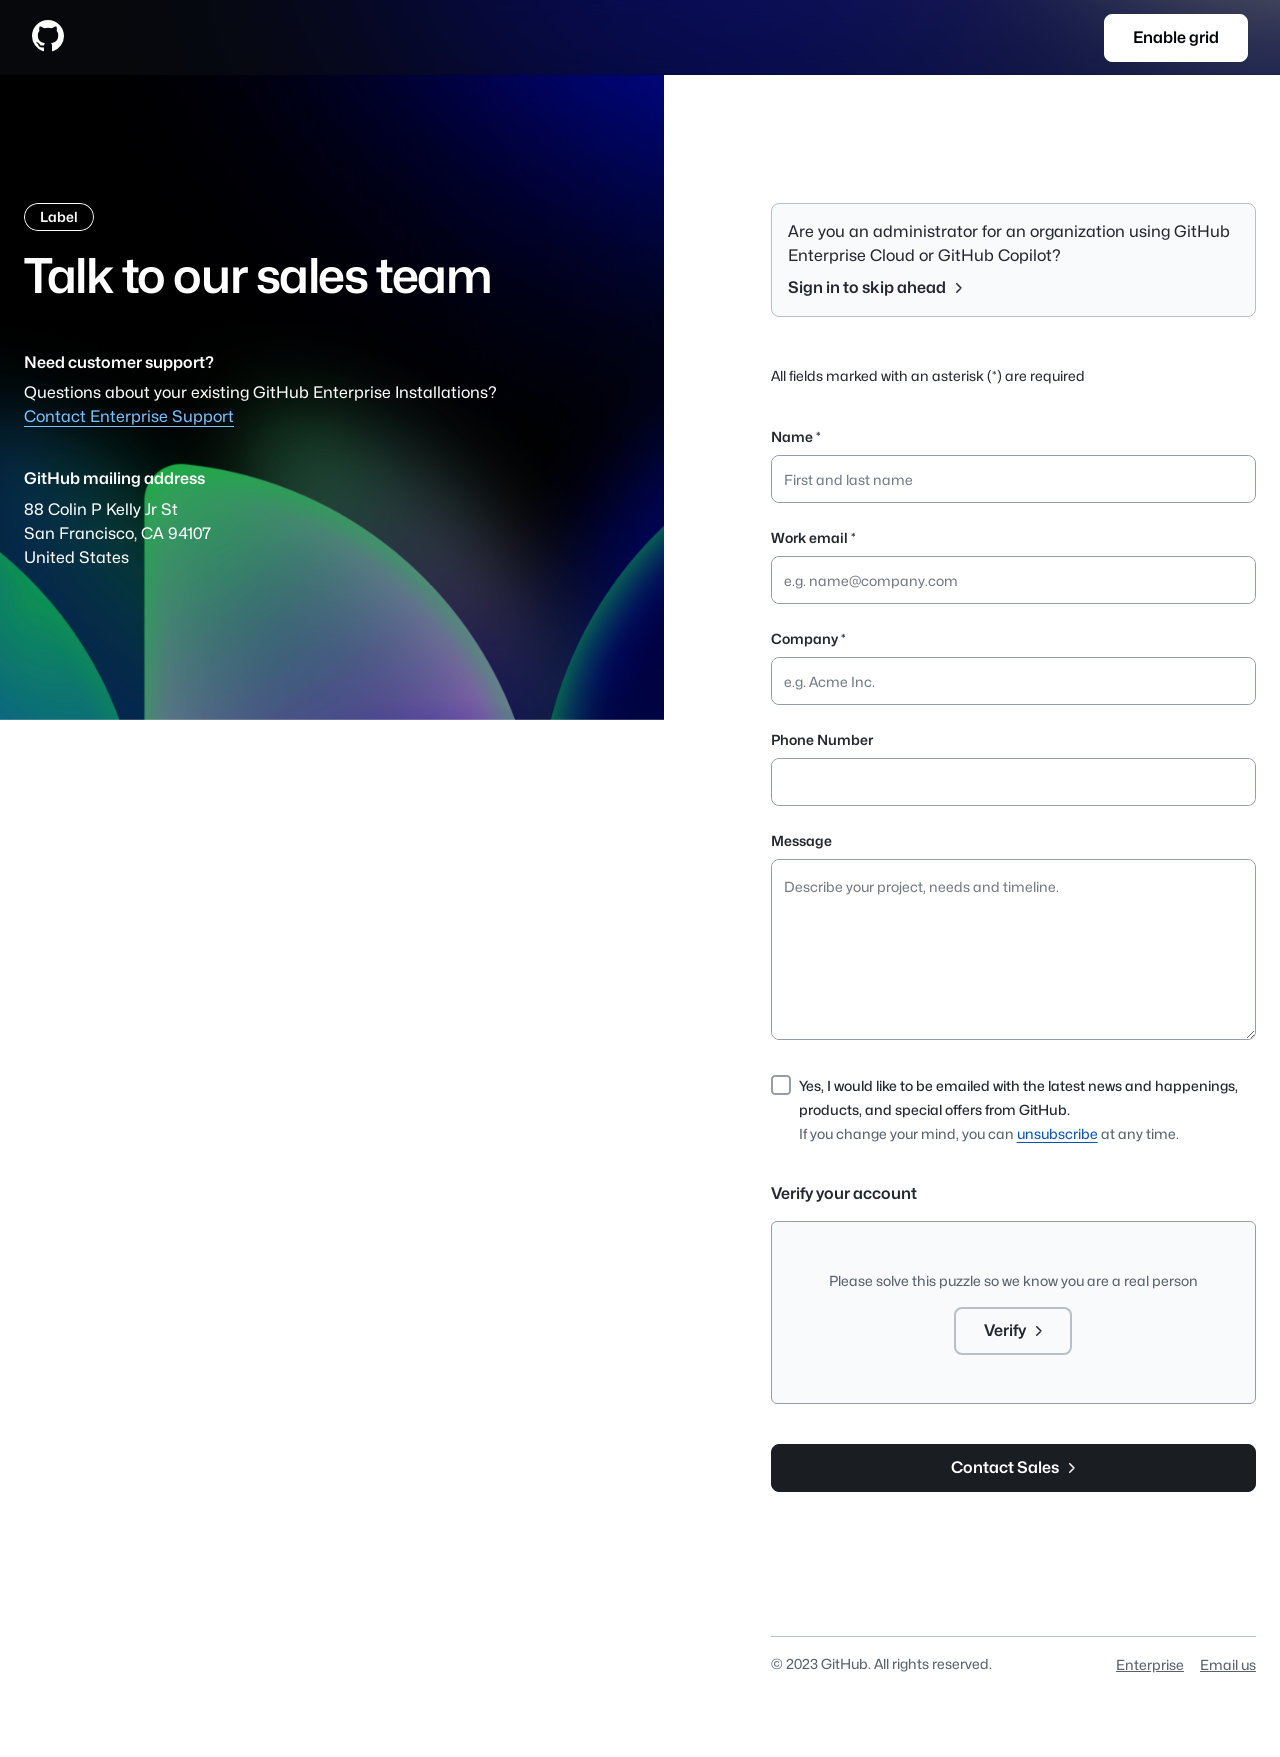 Enable grid
Label
Talk to our sales team
Need customer support?
Questions about your existing GitHub Enterprise Installations?
Contact Enterprise Support
GitHub mailing address
88 Colin P Kelly Jr St
San Francisco, CA 94107
United States
Are you an administrator for an organization using GitHub
Enterprise Cloud or GitHub Copilot?
Sign in to skip ahead
All fields marked with an asterisk (*) are required
Name *
First and last name
Work email *
e.g. name@company.com
Company *
e.g. Acme Inc.
Phone Number
Message
Describe your project, needs and timeline.
Yes, I would like to be emailed with the latest news and happenings,
products, and special offers from GitHub.
If you change your mind, you can unsubscribe at any time.
Verify your account
Please solve this puzzle so we know you are a real person
Verify
Contact Sales
© 2023 GitHub. All rights reserved.
Enterprise
Email us